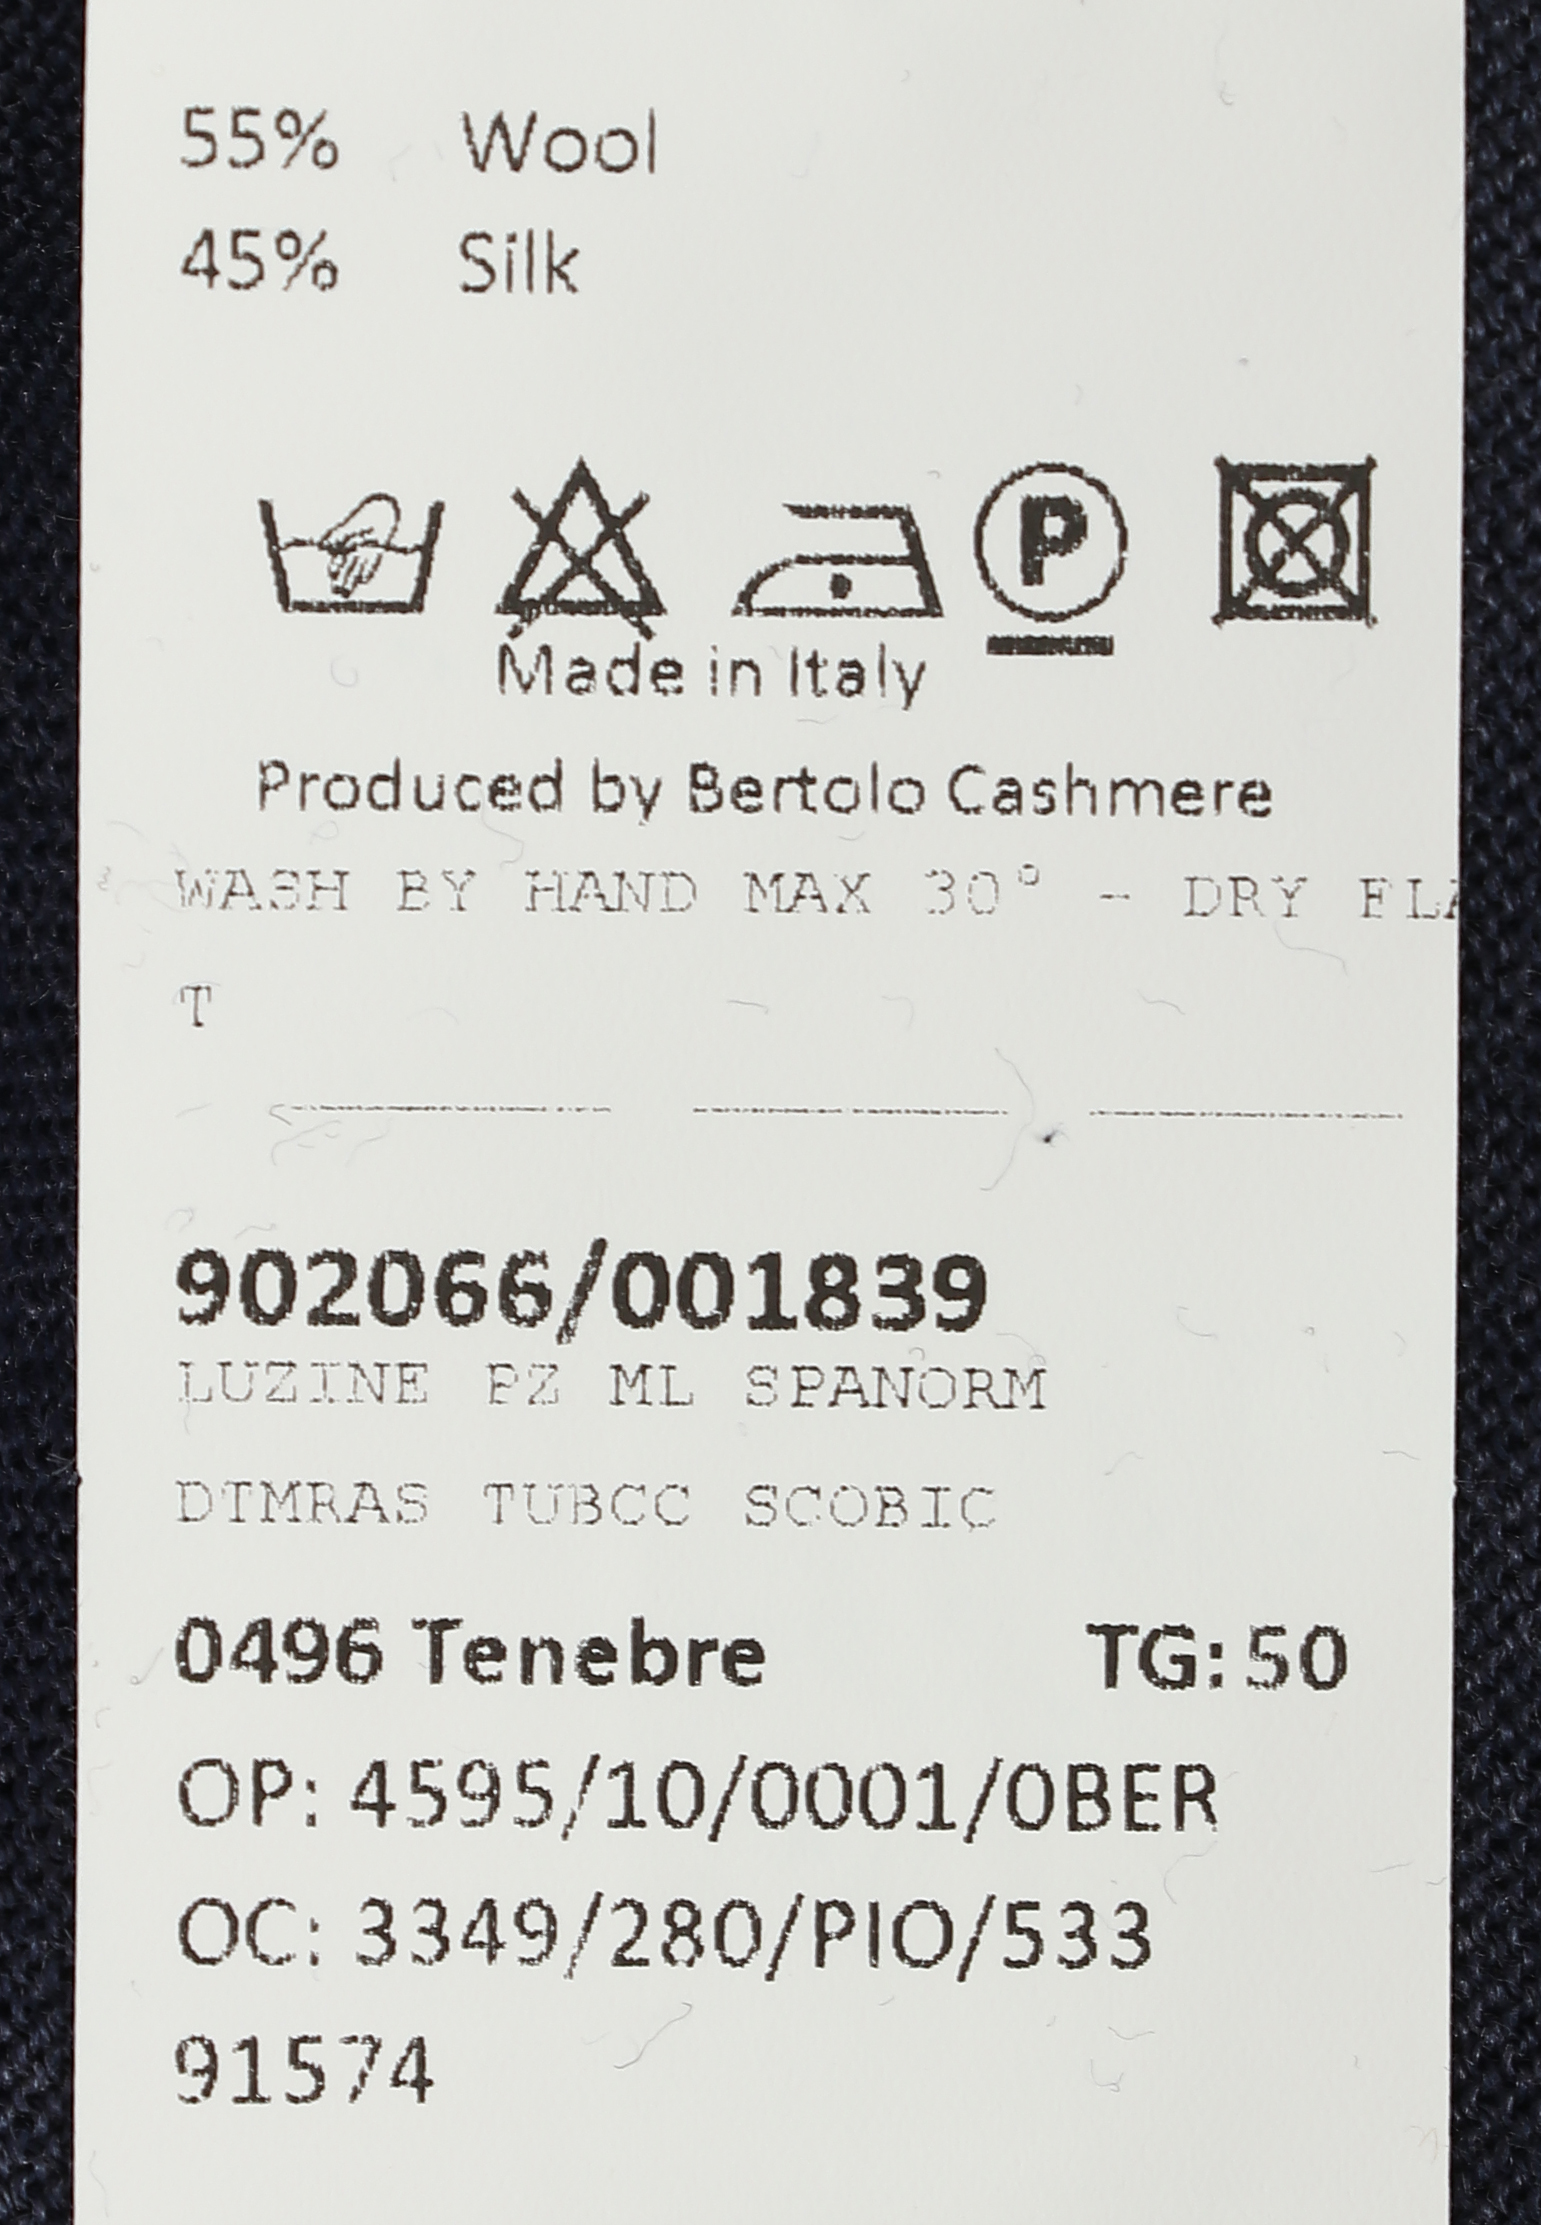 55% Wool
45% Silk
P
Made in Italy
Produced by Bertolo Cashmere
WASH BY HAND MAX 30° - DRY FLA
T
902066/001839
LUZINE PZ ML SPANORM
DTMRAS TUBCC SCOBIC
0496 Tenebre TG: 50
OP: 4595/10/0001/0BER
OC: 3349/280/PIO/533
91574